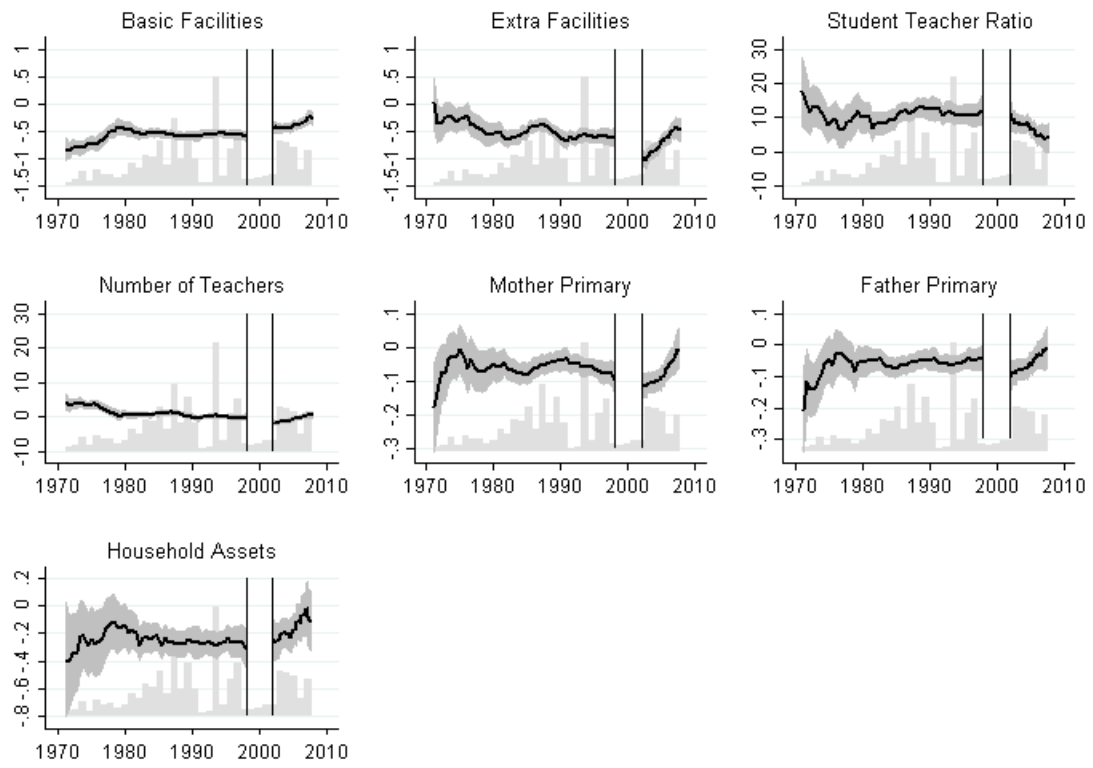 Basic Facilities
1
.5
0
-.5
-1
-1.5
1970 1980 1990 2000 2010
Extra Facilities
1
.5
0
-.5
-1
-1.5
1970 1980 1990 2000 2010
Student Teacher Ratio
30
20
10
0
-10
1970 1980 1990 2000 2010
Number of Teachers
30
20
10
0
-10
1970 1980 1990 2000 2010
Mother Primary
.1
0
-.1
-.2
-.3
1970 1980 1990 2000 2010
Father Primary
.1
0
-.1
-.2
-.3
1970 1980 1990 2000 2010
Household Assets
.2
0
-.2
-.4
-.6
-.8
1970 1980 1990 2000 2010